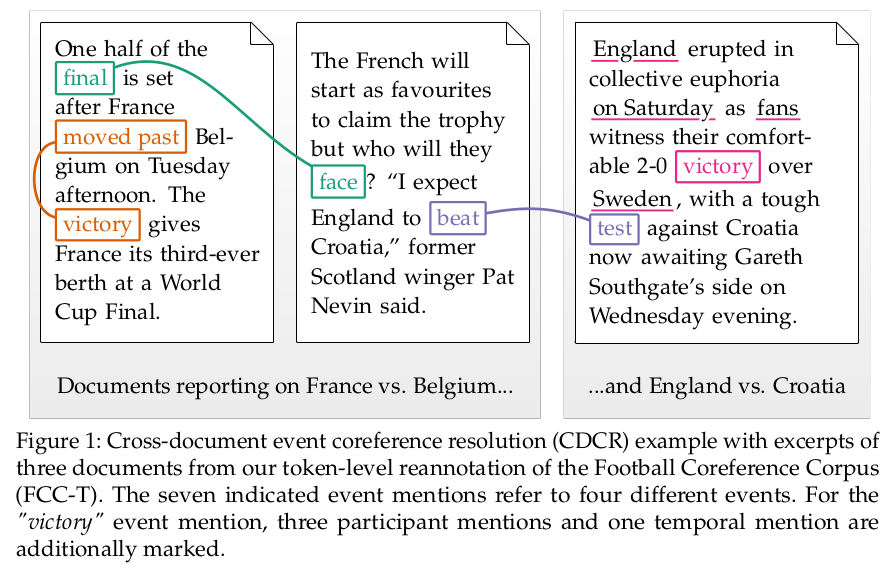 One half of the
final is set
after France
moved past Bel-
gium on Tuesday
afternoon. The
victory gives
France its third-ever
berth at a World
Cup Final.
The French will
start as favourites
to claim the trophy
but who will they
face? “I expect
England to beat
Croatia,” former
Scotland winger Pat
Nevin said.
England erupted in
collective euphoria
on Saturday as fans
witness their comfort-
able 2-0 victory over
Sweden, with a tough
test against Croatia
now awaiting Gareth
Southgate’s side on
Wednesday evening.
Documents reporting on France vs. Belgium...
...and England vs. Croatia
Figure 1: Cross-document event coreference resolution (CDCR) example with excerpts of
three documents from our token-level reannotation of the Football Coreference Corpus
(FCC-T). The seven indicated event mentions refer to four different events. For the
"victory" event mention, three participant mentions and one temporal mention are
additionally marked.